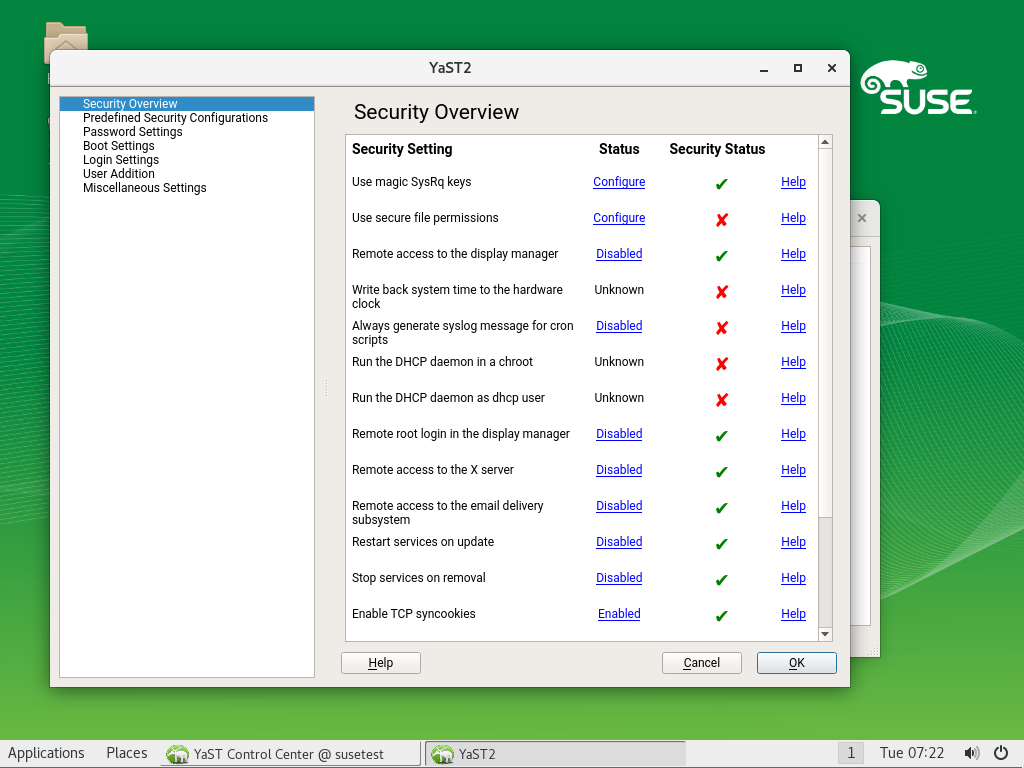 YaST2
SUSE
Security Overview
Predefined Security Configurations
Password Settings
Boot Settings
Login Settings
User Addition
Miscellaneous Settings
Security Overview
Security Setting Status Security Status
Use magic SysRq keys Configure ✔ Help
Use secure file permissions Configure ✘ Help
Remote access to the display manager Disabled ✔ Help
Write back system time to the hardware Unknown ✘ Help
clock
Always generate syslog message for cron Disabled ✘ Help
scripts
Run the DHCP daemon in a chroot Unknown ✘ Help
Run the DHCP daemon as dhcp user Unknown ✘ Help
Remote root login in the display manager Disabled ✔ Help
Remote access to the X server Disabled ✔ Help
Remote access to the email delivery Disabled ✔ Help
subsystem
Restart services on update Disabled ✔ Help
Stop services on removal Disabled ✔ Help
Enable TCP syncookies Enabled ✔ Help
Help Cancel OK
Applications Places YaST Control Center @ susetest YaST2 1 Tue 07:22